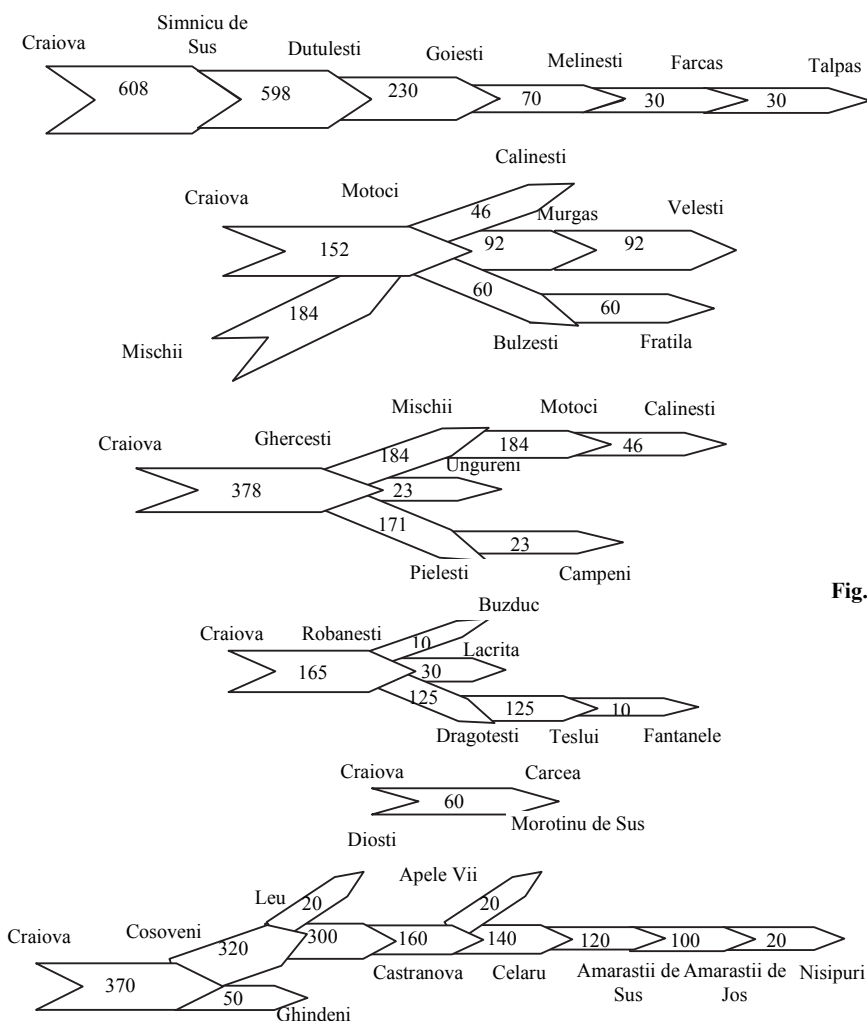 Craiova
Simnicu de
Sus
Dutulesti
Goiesti
Melinesti
Farcas
Talpas
608
598
230
70
30
30
Calinesti
Craiova
Motoci
Murgas
Velesti
46
152
92
92
184
60
60
Mischii
Bulzesti
Fratila
Mischii
Motoci
Calinesti
Craiova
Ghercesti
184
184
46
Ungureni
378
23
171
23
Pielesti
Campeni
Fig.
Buzduc
Craiova
Robanesti
10
Lacrita
165
30
125
125
10
Dragotesti
Teslui
Fantanele
Craiova
Carcea
60
Morotinu de Sus
Diosti
Apele Vii
Leu
20
20
Craiova
Cosoveni
320
300
160
140
120
100
20
370
50
Castranova
Celaru
Amarastii de
Sus
Amarastii de
Jos
Nisipuri
Ghindeni